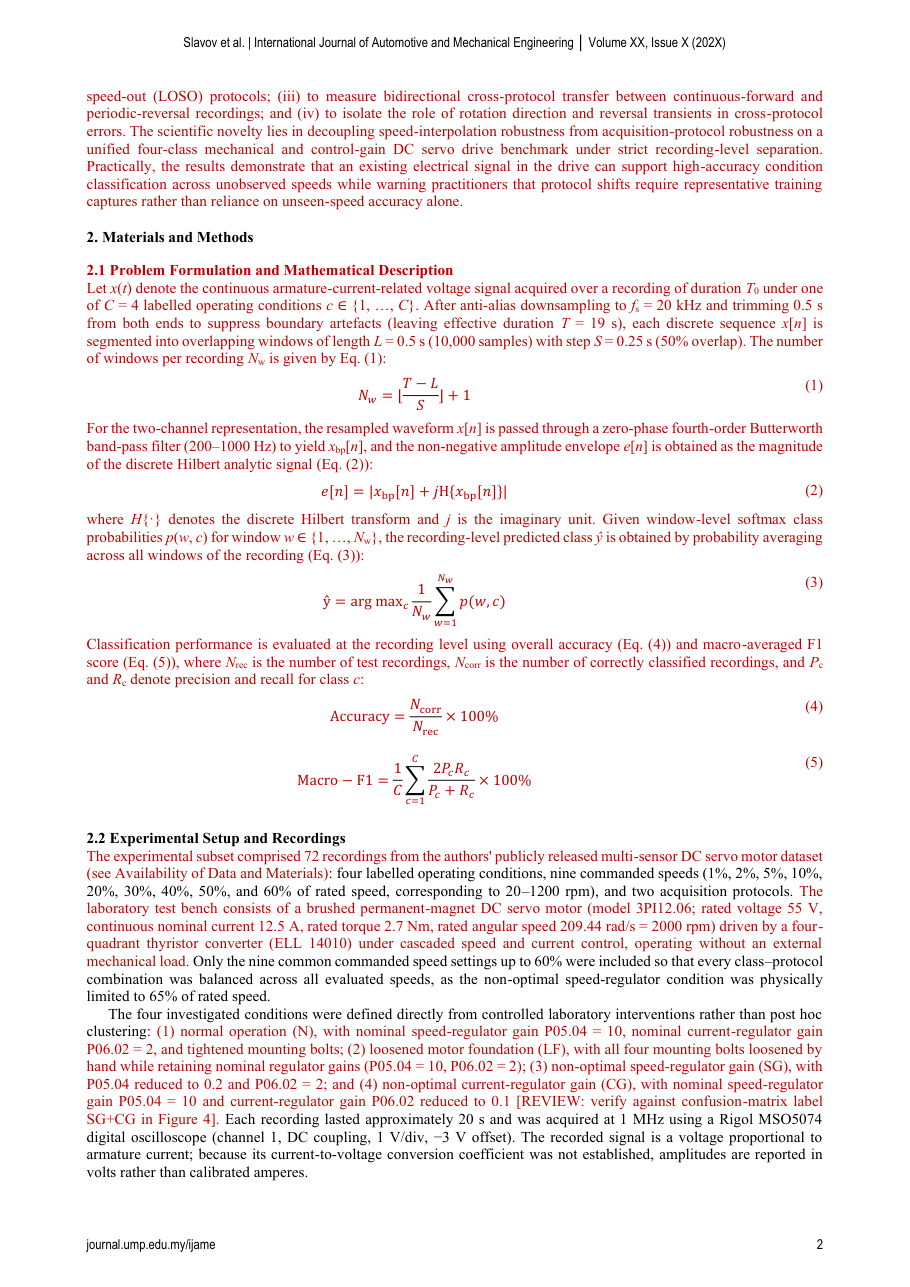 Slavov et al. | International Journal of Automotive and Mechanical Engineering │ Volume XX, Issue X (202X)
speed-out (LOSO) protocols; (iii) to measure bidirectional cross-protocol transfer between continuous-forward and
periodic-reversal recordings; and (iv) to isolate the role of rotation direction and reversal transients in cross-protocol
errors. The scientific novelty lies in decoupling speed-interpolation robustness from acquisition-protocol robustness on a
unified four-class mechanical and control-gain DC servo drive benchmark under strict recording-level separation.
Practically, the results demonstrate that an existing electrical signal in the drive can support high-accuracy condition
classification across unobserved speeds while warning practitioners that protocol shifts require representative training
captures rather than reliance on unseen-speed accuracy alone.
2. Materials and Methods
2.1 Problem Formulation and Mathematical Description
Let x(t) denote the continuous armature-current-related voltage signal acquired over a recording of duration T₀ under one
of C = 4 labelled operating conditions c ∈ {1, …, C}. After anti-alias downsampling to fₛ = 20 kHz and trimming 0.5 s
from both ends to suppress boundary artefacts (leaving effective duration T = 19 s), each discrete sequence x[n] is
segmented into overlapping windows of length L = 0.5 s (10,000 samples) with step S = 0.25 s (50% overlap). The number
of windows per recording N_w is given by Eq. (1):
N_w = ⌊(T − L)/S⌋ + 1 (1)
For the two-channel representation, the resampled waveform x[n] is passed through a zero-phase fourth-order Butterworth
band-pass filter (200–1000 Hz) to yield x_bp[n], and the non-negative amplitude envelope e[n] is obtained as the magnitude
of the discrete Hilbert analytic signal (Eq. (2)):
e[n] = |x_bp[n] + jH{x_bp[n]}| (2)
where H{·} denotes the discrete Hilbert transform and j is the imaginary unit. Given window-level softmax class
probabilities p(w, c) for window w ∈ {1, …, N_w}, the recording-level predicted class ŷ is obtained by probability averaging
across all windows of the recording (Eq. (3)):
ŷ = arg max_c 1/N_w ∑_{w=1}^{N_w} p(w, c) (3)
Classification performance is evaluated at the recording level using overall accuracy (Eq. (4)) and macro-averaged F1
score (Eq. (5)), where N_rec is the number of test recordings, N_corr is the number of correctly classified recordings, and P_c
and R_c denote precision and recall for class c:
Accuracy = N_corr/N_rec × 100% (4)
Macro − F1 = 1/C ∑_{c=1}^{C} 2P_cR_c/(P_c + R_c) × 100% (5)
2.2 Experimental Setup and Recordings
The experimental subset comprised 72 recordings from the authors' publicly released multi-sensor DC servo motor dataset
(see Availability of Data and Materials): four labelled operating conditions, nine commanded speeds (1%, 2%, 5%, 10%,
20%, 30%, 40%, 50%, and 60% of rated speed, corresponding to 20–1200 rpm), and two acquisition protocols. The
laboratory test bench consists of a brushed permanent-magnet DC servo motor (model 3PI12.06; rated voltage 55 V,
continuous nominal current 12.5 A, rated torque 2.7 Nm, rated angular speed 209.44 rad/s = 2000 rpm) driven by a four-
quadrant thyristor converter (ELL 14010) under cascaded speed and current control, operating without an external
mechanical load. Only the nine common commanded speed settings up to 60% were included so that every class–protocol
combination was balanced across all evaluated speeds, as the non-optimal speed-regulator condition was physically
limited to 65% of rated speed.
The four investigated conditions were defined directly from controlled laboratory interventions rather than post hoc
clustering: (1) normal operation (N), with nominal speed-regulator gain P05.04 = 10, nominal current-regulator gain
P06.02 = 2, and tightened mounting bolts; (2) loosened motor foundation (LF), with all four mounting bolts loosened by
hand while retaining nominal regulator gains (P05.04 = 10, P06.02 = 2); (3) non-optimal speed-regulator gain (SG), with
P05.04 reduced to 0.2 and P06.02 = 2; and (4) non-optimal current-regulator gain (CG), with nominal speed-regulator
gain P05.04 = 10 and current-regulator gain P06.02 reduced to 0.1 [REVIEW: verify against confusion-matrix label
SG+CG in Figure 4]. Each recording lasted approximately 20 s and was acquired at 1 MHz using a Rigol MSO5074
digital oscilloscope (channel 1, DC coupling, 1 V/div, −3 V offset). The recorded signal is a voltage proportional to
armature current; because its current-to-voltage conversion coefficient was not established, amplitudes are reported in
volts rather than calibrated amperes.
journal.ump.edu.my/ijame 2